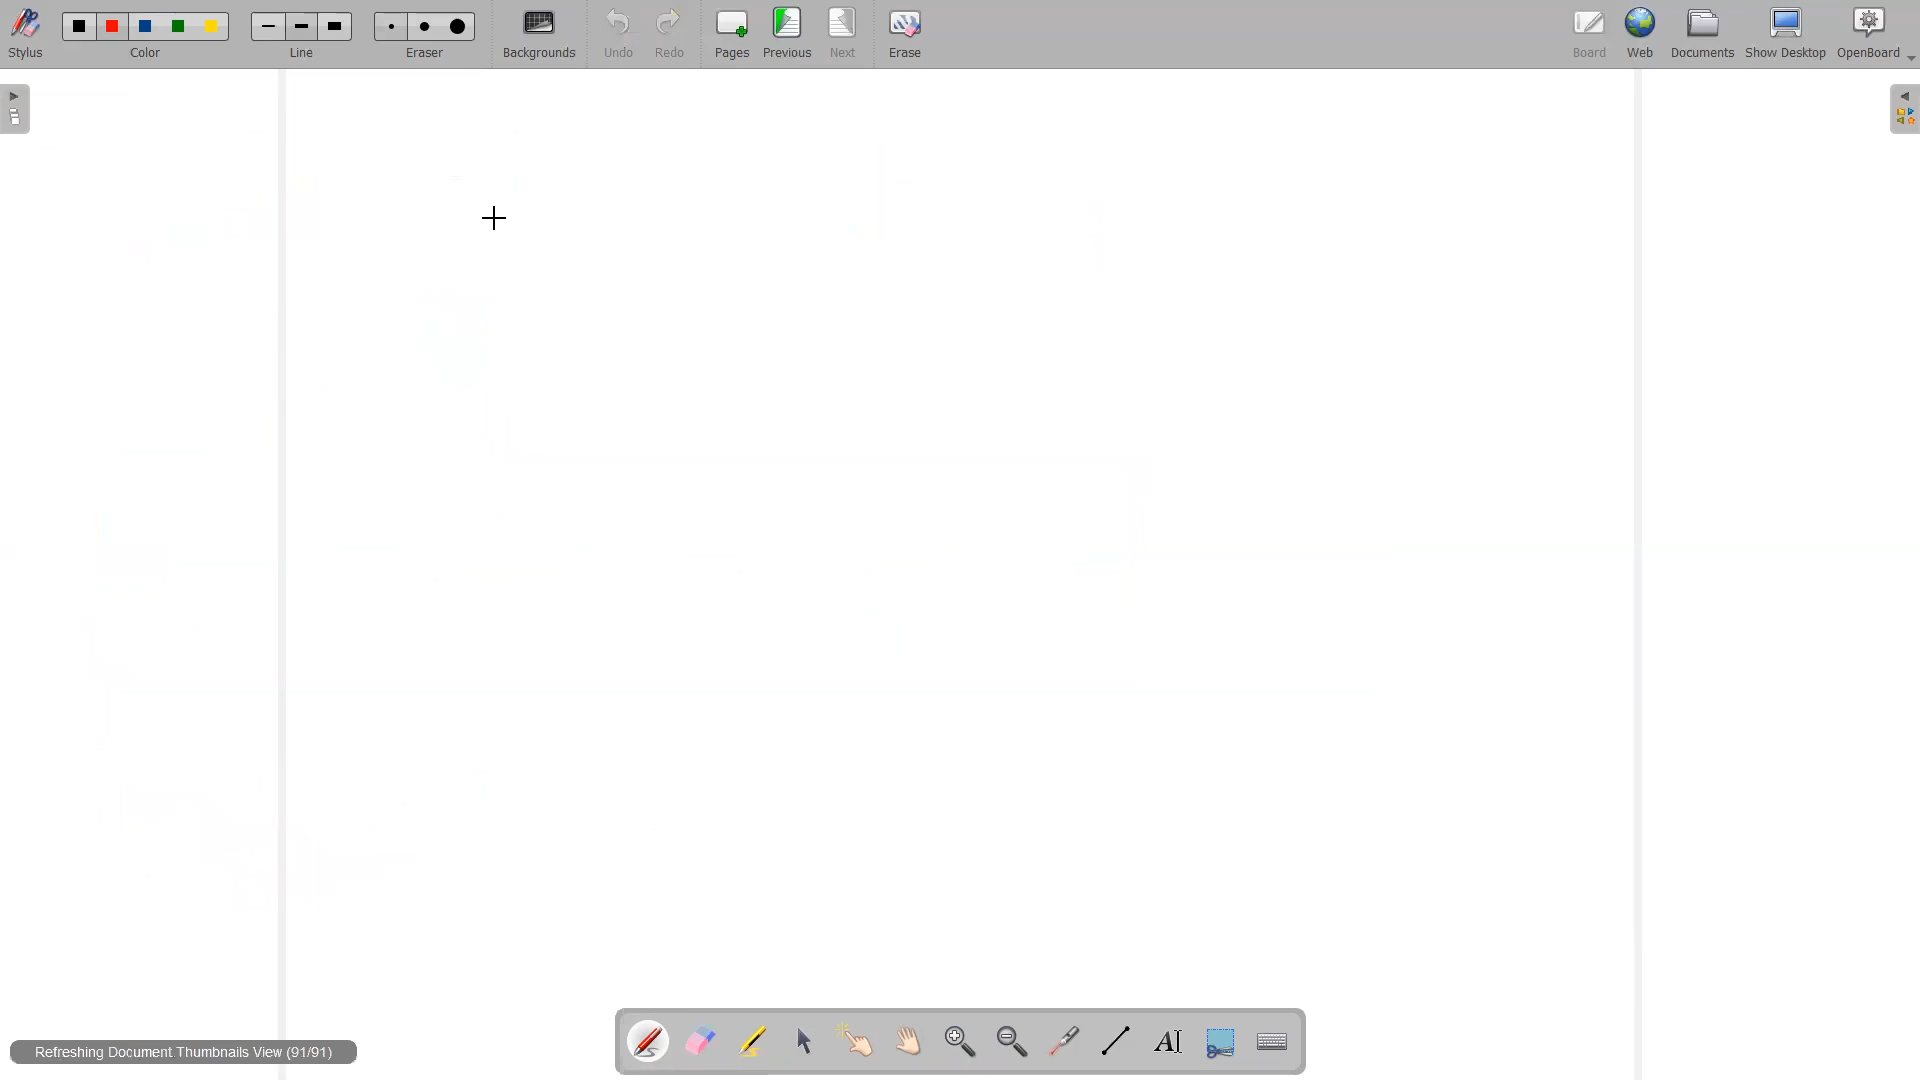 Stylus Color Line Eraser Backgrounds Undo Redo Pages Previous Next Erase Board Web Documents Show Desktop OpenBoard
AI
Refreshing Document Thumbnails View (91/91)